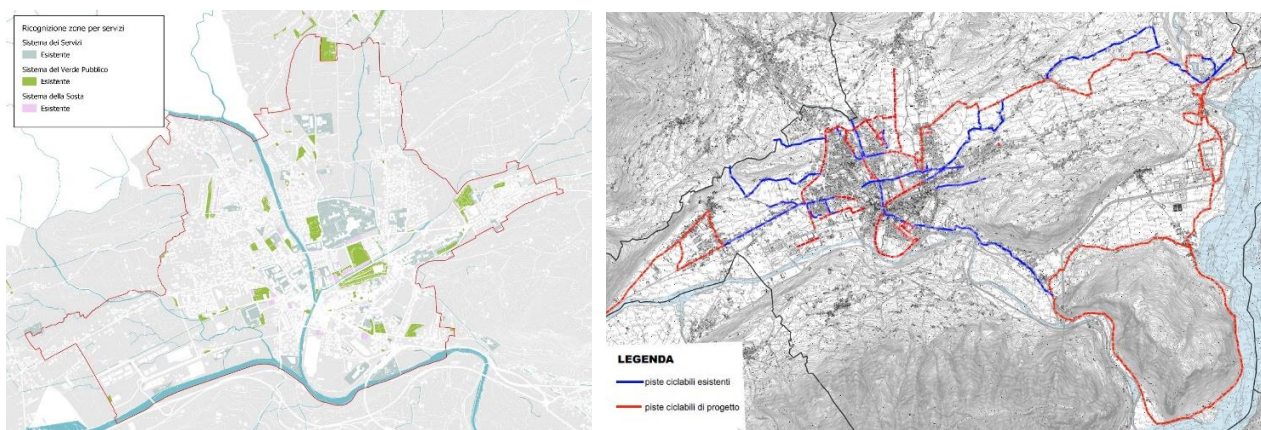 Ricognizione zone per servizi
Sistema dei Servizi
Esistente
Sistema del Verde Pubblico
Esistente
Sistema della Sosta
Esistente
LEGENDA
piste ciclabili esistenti
piste ciclabili di progetto